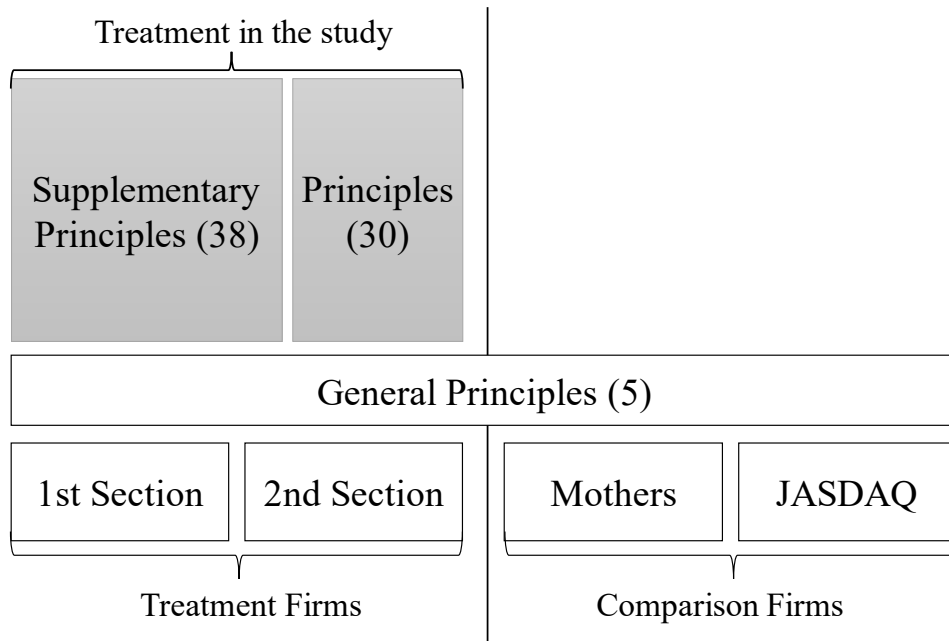 Treatment in the study
Supplementary
Principles (38)
Principles
(30)
General Principles (5)
1st Section
2nd Section
Mothers
JASDAQ
Treatment Firms
Comparison Firms